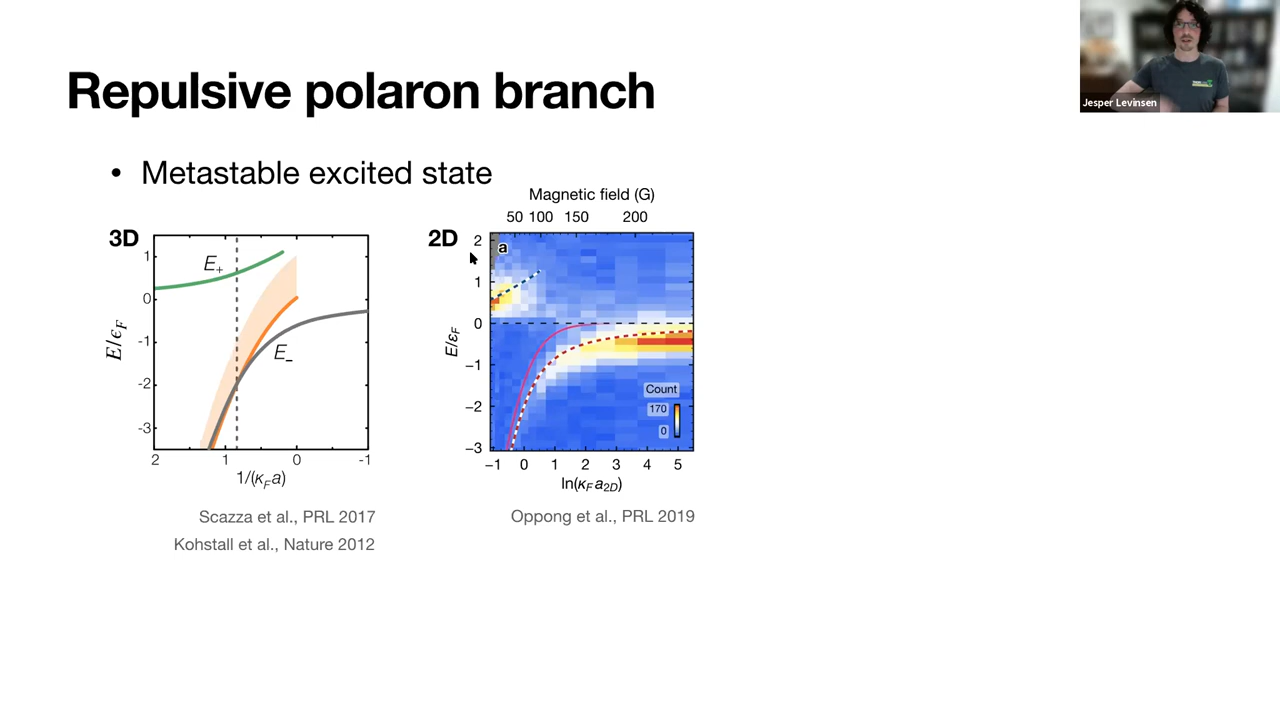 Repulsive polaron branch
Jesper Levinsen
• Metastable excited state
Magnetic field (G)
50 100 150 200
3D
1
0
-1
-2
-3
E/ϵF
E+
E−
2 1 0 -1
1/(κF a)
2D
a
2
1
0
−1
−2
−3
E/εF
Count
170
0
−1 0 1 2 3 4 5
ln(κF a2D)
Scazza et al., PRL 2017
Kohstall et al., Nature 2012
Oppong et al., PRL 2019